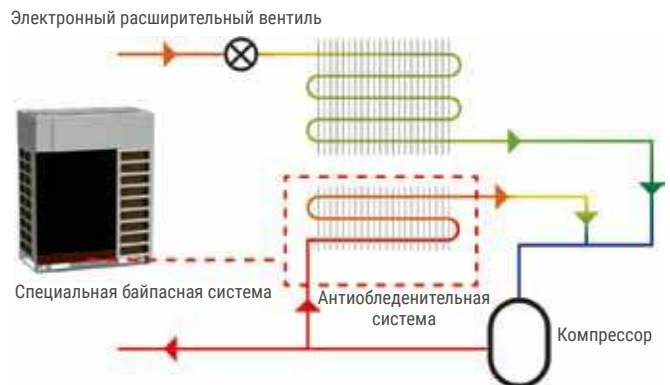 Электронный расширительный вентиль
Специальная байпасная система
Антиобледенительная
система
Компрессор